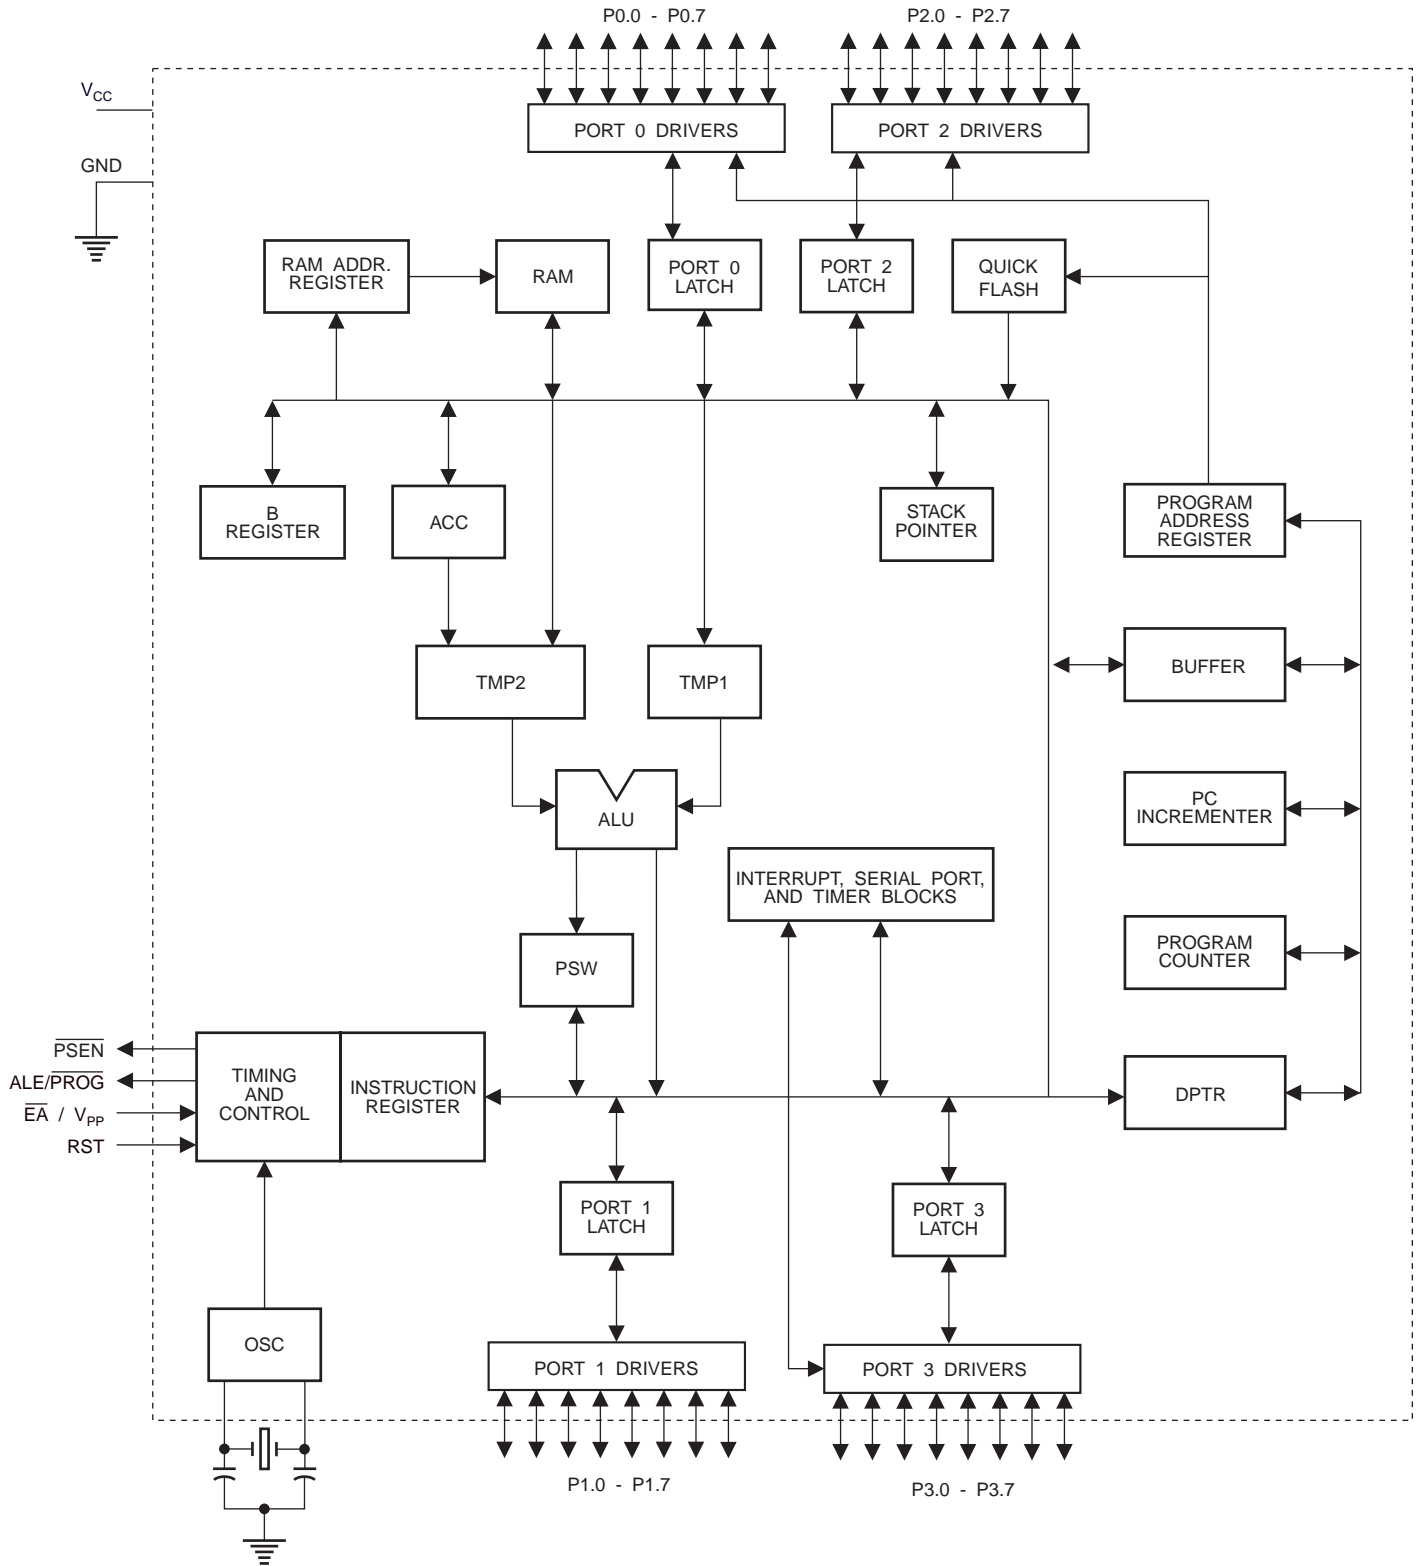 P0.0 - P0.7
P2.0 - P2.7
VCC
GND
PORT 0 DRIVERS
PORT 2 DRIVERS
RAM ADDR.
REGISTER
RAM
PORT 0
LATCH
PORT 2
LATCH
QUICK
FLASH
B
REGISTER
ACC
STACK
POINTER
PROGRAM
ADDRESS
REGISTER
TMP2
TMP1
BUFFER
ALU
PC
INCREMENTER
INTERRUPT, SERIAL PORT,
AND TIMER BLOCKS
PSW
PROGRAM
COUNTER
P̅S̅E̅N̅
ALE/P̅R̅O̅G̅
E̅A̅ / VPP
RST
TIMING
AND
CONTROL
INSTRUCTION
REGISTER
DPTR
PORT 1
LATCH
PORT 3
LATCH
OSC
PORT 1 DRIVERS
PORT 3 DRIVERS
P1.0 - P1.7
P3.0 - P3.7